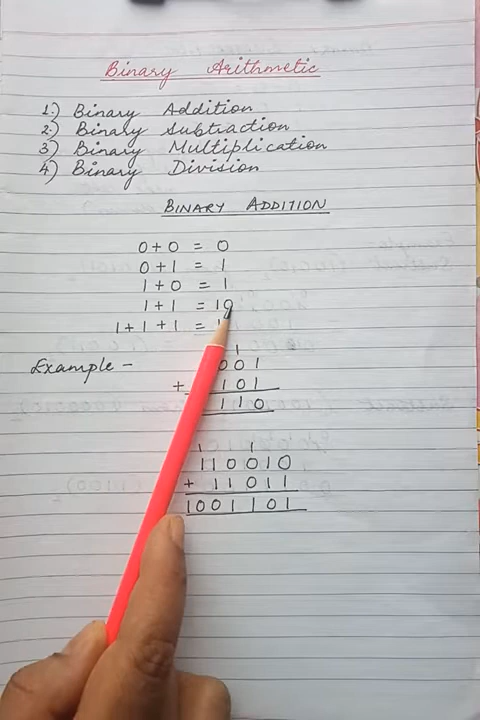 Binary Arithmetic
1.) Binary Addition
2.) Binary Subtraction
3) Binary Multiplication
4) Binary Division
BINARY ADDITION
0 + 0 = 0
0 + 1 = 1
1 + 0 = 1
1 + 1 = 10
1 + 1 + 1 = 1
1
Example - 001
+ 101
110
1 1
110010
+ 11011
1001101